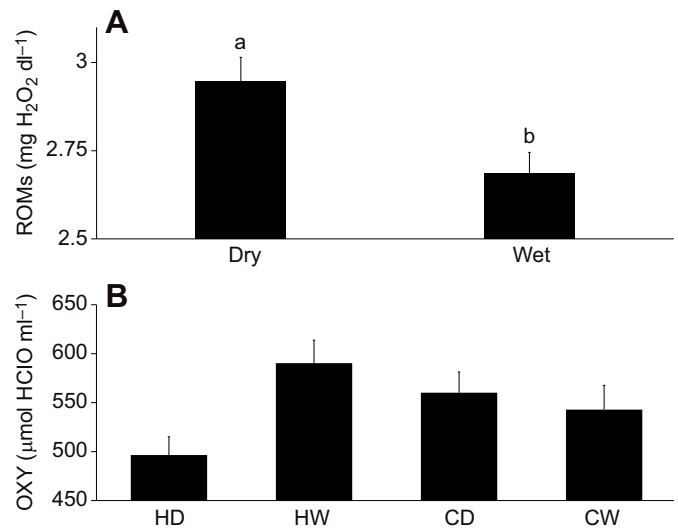 A
ROMs (mg H₂O₂ dl⁻¹)
3
2.75
2.5
a
b
Dry Wet
B
OXY (μmol HClO ml⁻¹)
650
600
550
500
450
HD HW CD CW